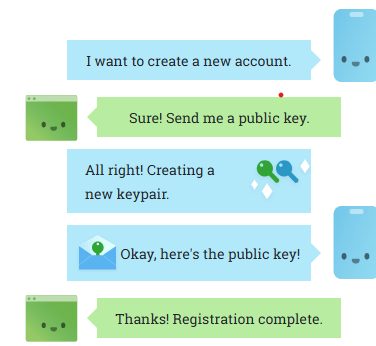 I want to create a new account.
Sure! Send me a public key.
All right! Creating a
new keypair.
Okay, here's the public key!
Thanks! Registration complete.